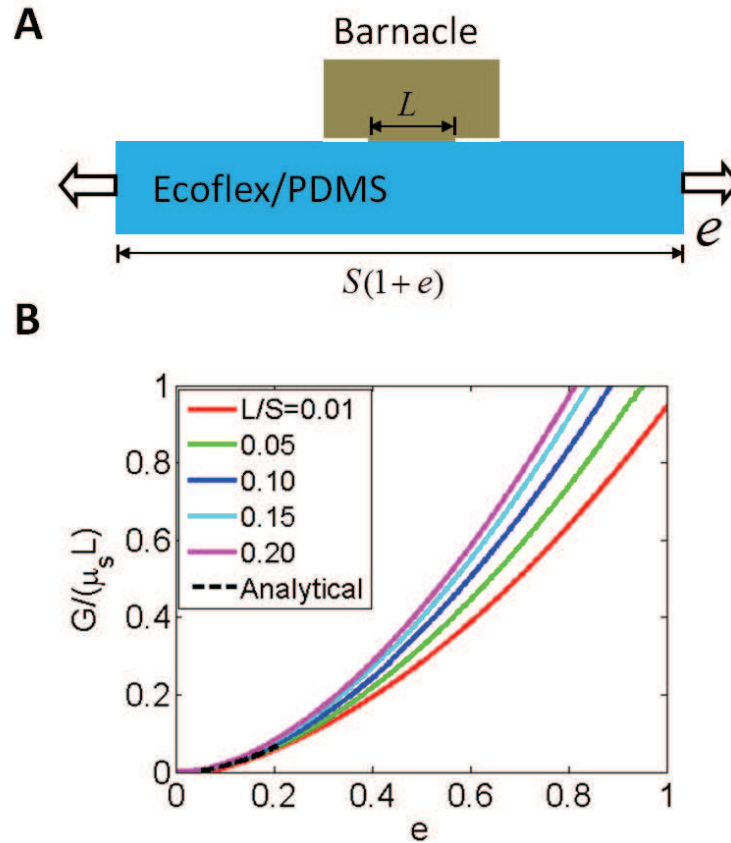 A
Barnacle
L
Ecoflex/PDMS
e
S(1+e)
B
G/(μ_s L)
1
0.8
0.6
0.4
0.2
0
L/S=0.01
0.05
0.10
0.15
0.20
Analytical
0 0.2 0.4 0.6 0.8 1
e